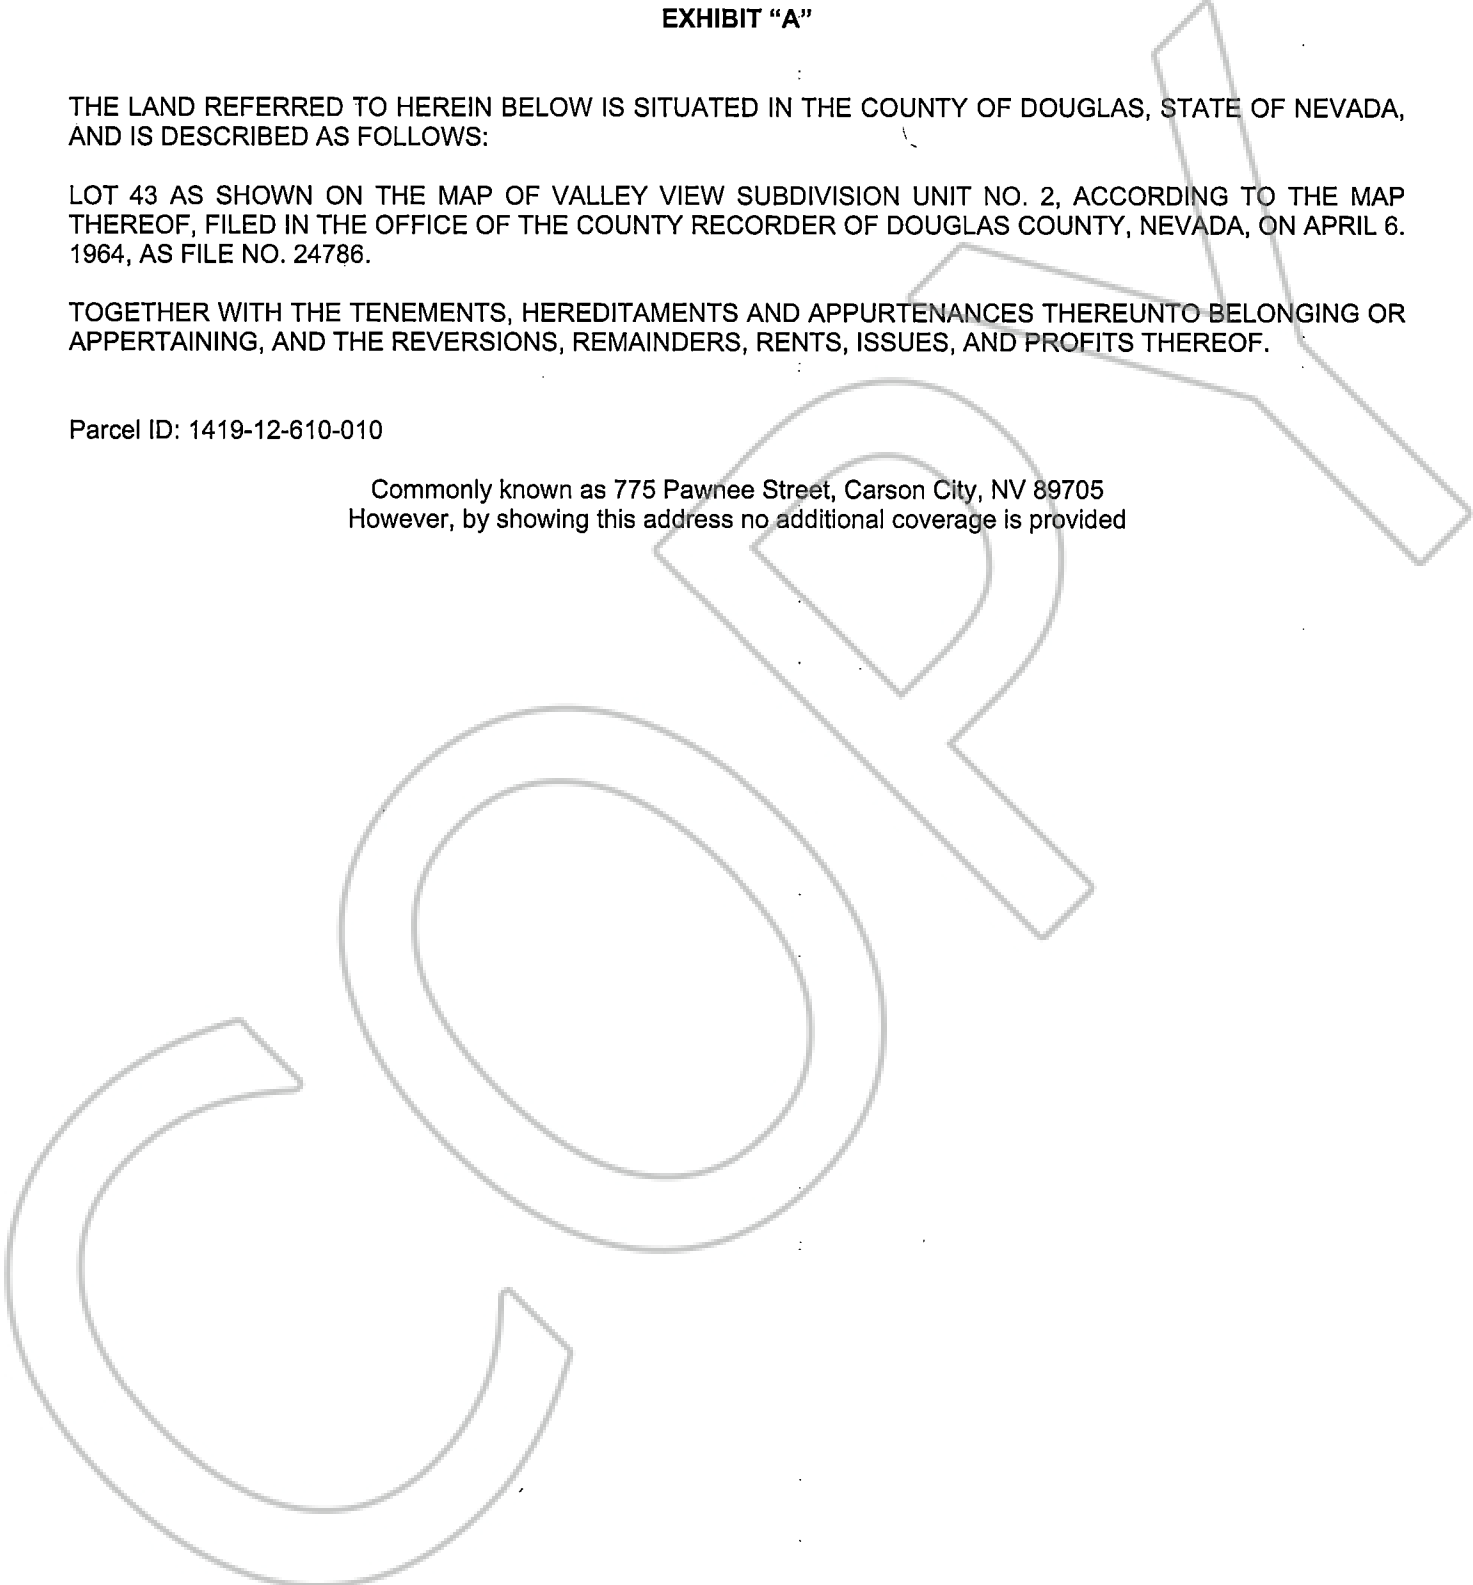 EXHIBIT “A”
THE LAND REFERRED TO HEREIN BELOW IS SITUATED IN THE COUNTY OF DOUGLAS, STATE OF NEVADA,
AND IS DESCRIBED AS FOLLOWS:
LOT 43 AS SHOWN ON THE MAP OF VALLEY VIEW SUBDIVISION UNIT NO. 2, ACCORDING TO THE MAP
THEREOF, FILED IN THE OFFICE OF THE COUNTY RECORDER OF DOUGLAS COUNTY, NEVADA, ON APRIL 6.
1964, AS FILE NO. 24786.
TOGETHER WITH THE TENEMENTS, HEREDITAMENTS AND APPURTENANCES THEREUNTO BELONGING OR
APPERTAINING, AND THE REVERSIONS, REMAINDERS, RENTS, ISSUES, AND PROFITS THEREOF.
Parcel ID: 1419-12-610-010
Commonly known as 775 Pawnee Street, Carson City, NV 89705
However, by showing this address no additional coverage is provided
COPY